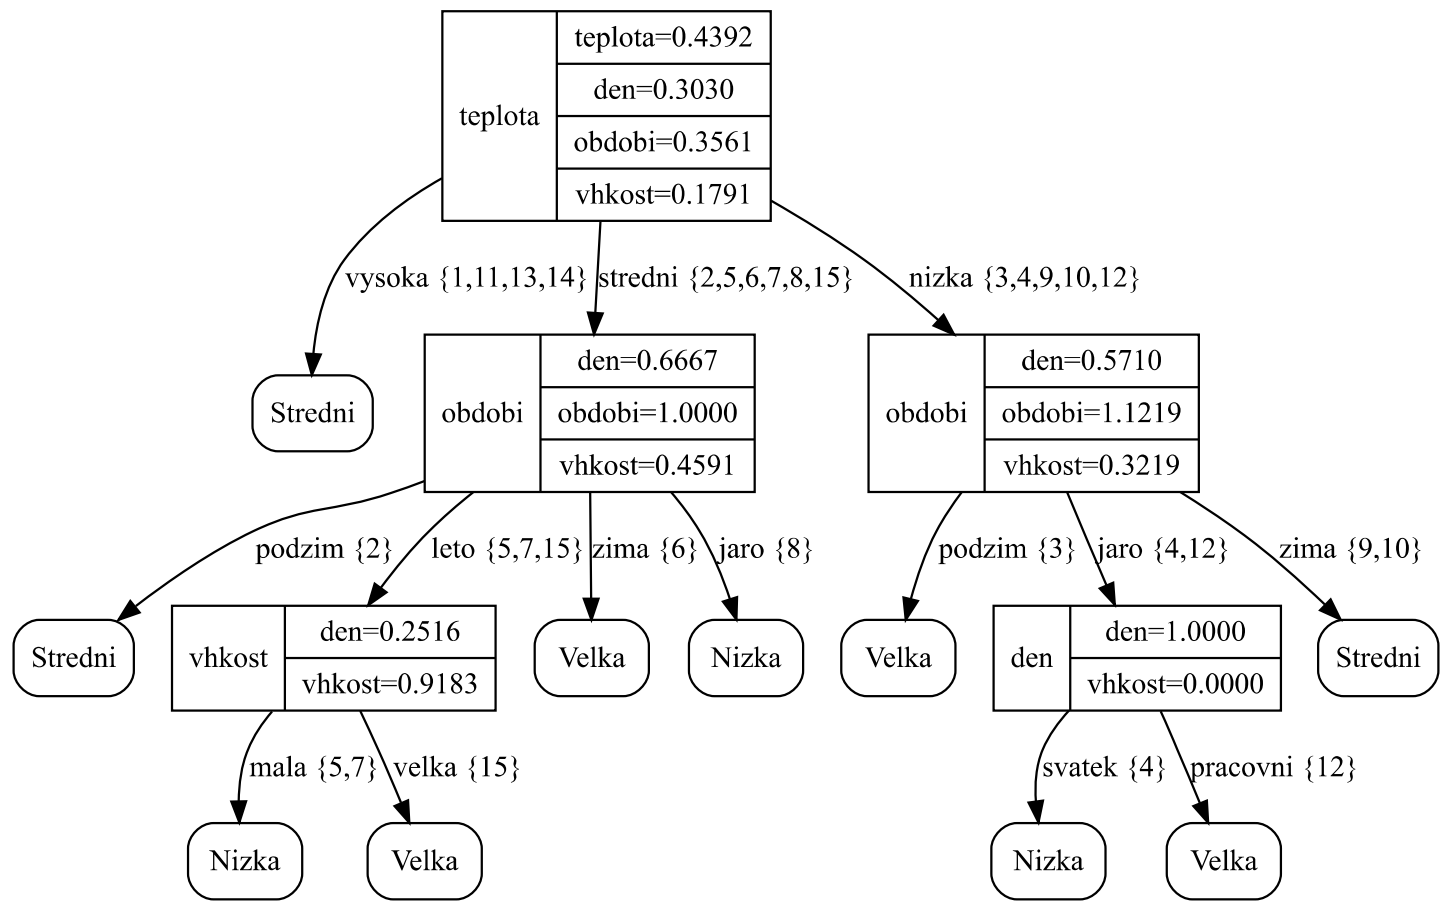 teplota
teplota=0.4392
den=0.3030
obdobi=0.3561
vhkost=0.1791
vysoka {1,11,13,14}
stredni {2,5,6,7,8,15}
nizka {3,4,9,10,12}
Stredni
obdobi
den=0.6667
obdobi=1.0000
vhkost=0.4591
obdobi
den=0.5710
obdobi=1.1219
vhkost=0.3219
podzim {2}
leto {5,7,15}
zima {6}
jaro {8}
podzim {3}
jaro {4,12}
zima {9,10}
Stredni
vhkost
den=0.2516
vhkost=0.9183
Velka
Nizka
Velka
den
den=1.0000
vhkost=0.0000
Stredni
mala {5,7}
velka {15}
svatek {4}
pracovni {12}
Nizka
Velka
Nizka
Velka